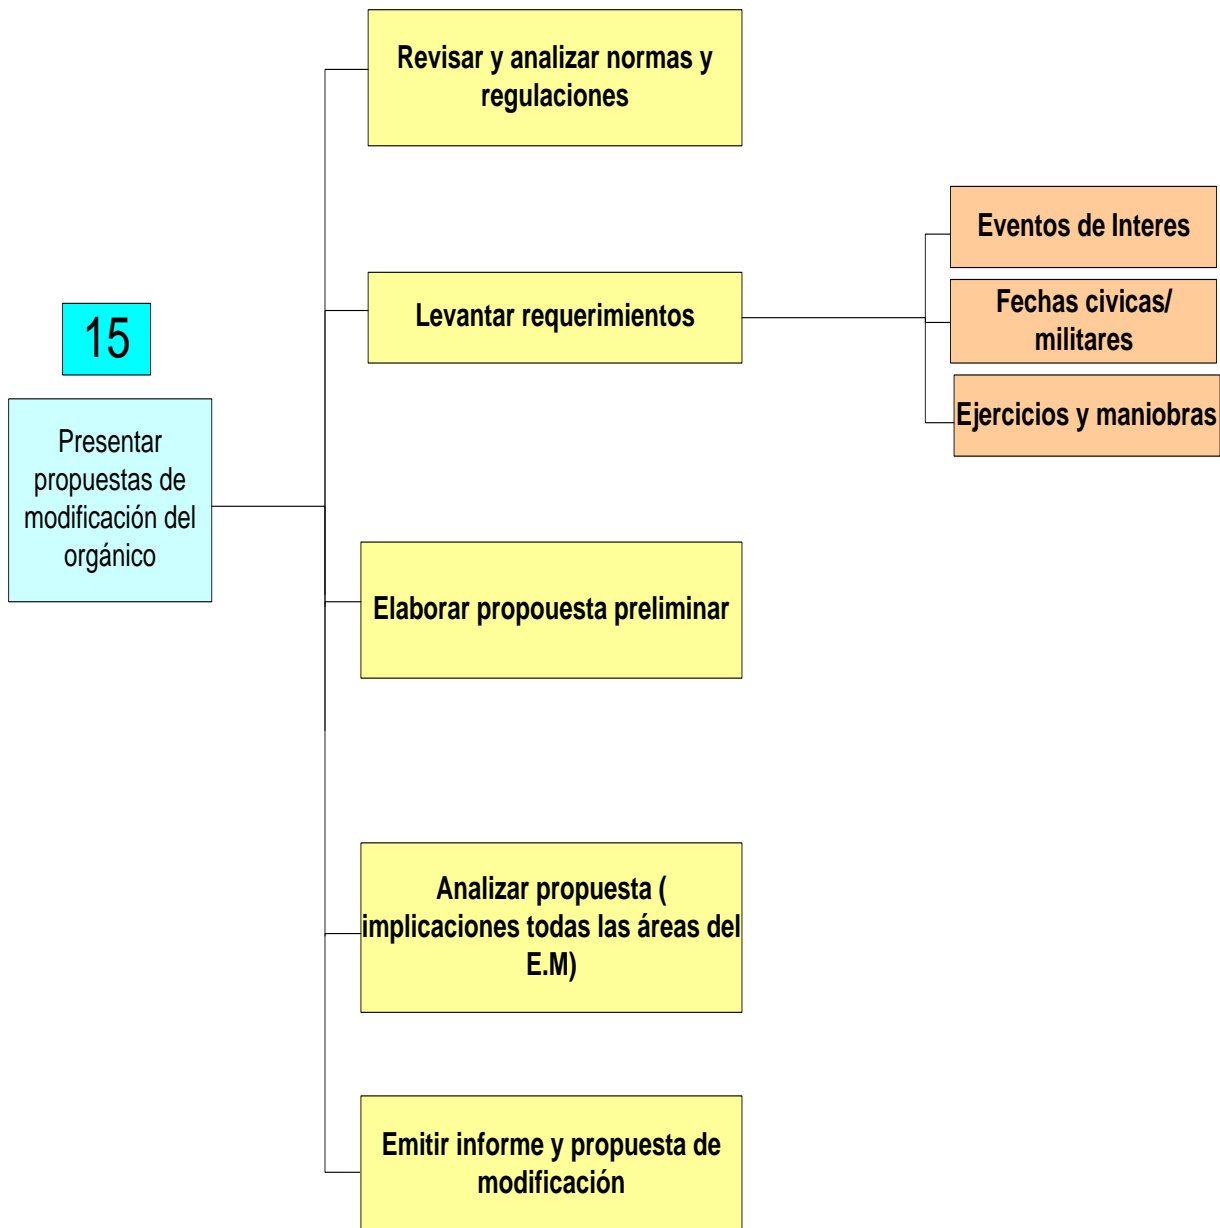 15
Presentar
propuestas de
modificación del
orgánico
Revisar y analizar normas y
regulaciones
Levantar requerimientos
Eventos de Interes
Fechas civicas/
militares
Ejercicios y maniobras
Elaborar propouesta preliminar
Analizar propuesta (
implicaciones todas las áreas del
E.M)
Emitir informe y propuesta de
modificación